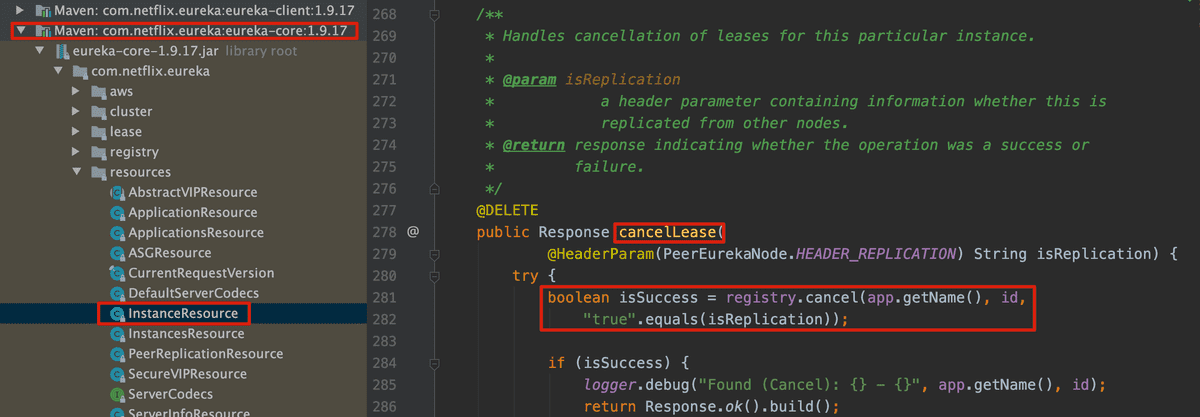 Maven: com.netflix.eureka:eureka-client:1.9.17
Maven: com.netflix.eureka:eureka-core:1.9.17
eureka-core-1.9.17.jar library root
com.netflix.eureka
aws
cluster
lease
registry
resources
AbstractVIPResource
ApplicationResource
ApplicationsResource
ASGResource
CurrentRequestVersion
DefaultServerCodecs
InstanceResource
InstancesResource
PeerReplicationResource
SecureVIPResource
ServerCodecs
ServerInfoResource
268 /**
269 * Handles cancellation of leases for this particular instance.
270 *
271 * @param isReplication
272 * a header parameter containing information whether this is
273 * replicated from other nodes.
274 * @return response indicating whether the operation was a success or
275 * failure.
276 */
277 @DELETE
278 @ public Response cancelLease(
279 @HeaderParam(PeerEurekaNode.HEADER_REPLICATION) String isReplication) {
280 try {
281 boolean isSuccess = registry.cancel(app.getName(), id,
282 "true".equals(isReplication));
283
284 if (isSuccess) {
285 logger.debug("Found (Cancel): {} - {}", app.getName(), id);
286 return Response.ok().build();